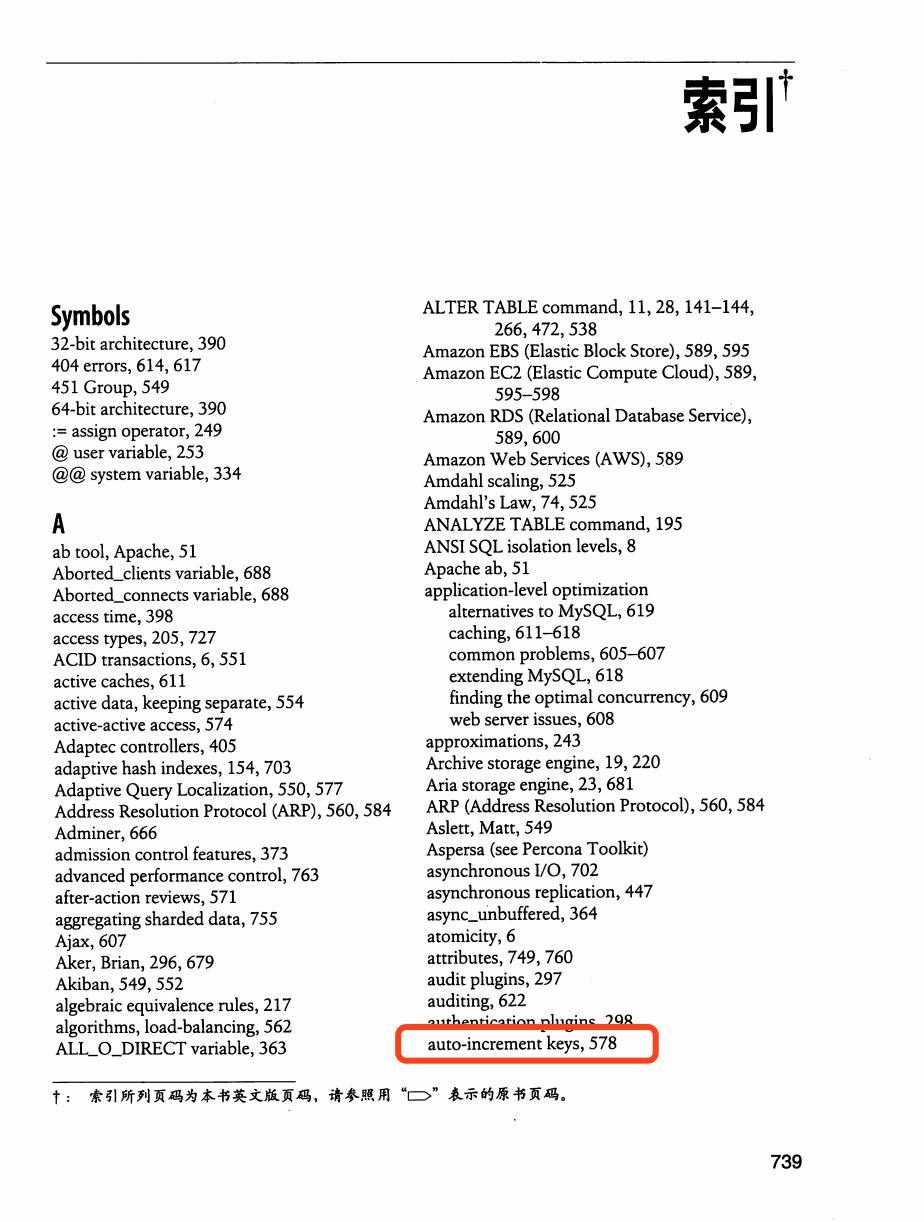 索引†
Symbols
32-bit architecture, 390
404 errors, 614, 617
451 Group, 549
64-bit architecture, 390
:= assign operator, 249
@ user variable, 253
@@ system variable, 334
A
ab tool, Apache, 51
Aborted_clients variable, 688
Aborted_connects variable, 688
access time, 398
access types, 205, 727
ACID transactions, 6, 551
active caches, 611
active data, keeping separate, 554
active-active access, 574
Adaptec controllers, 405
adaptive hash indexes, 154, 703
Adaptive Query Localization, 550, 577
Address Resolution Protocol (ARP), 560, 584
Adminer, 666
admission control features, 373
advanced performance control, 763
after-action reviews, 571
aggregating sharded data, 755
Ajax, 607
Aker, Brian, 296, 679
Akiban, 549, 552
algebraic equivalence rules, 217
algorithms, load-balancing, 562
ALL_O_DIRECT variable, 363
ALTER TABLE command, 11, 28, 141–144,
266, 472, 538
Amazon EBS (Elastic Block Store), 589, 595
Amazon EC2 (Elastic Compute Cloud), 589,
595–598
Amazon RDS (Relational Database Service),
589, 600
Amazon Web Services (AWS), 589
Amdahl scaling, 525
Amdahl's Law, 74, 525
ANALYZE TABLE command, 195
ANSI SQL isolation levels, 8
Apache ab, 51
application-level optimization
alternatives to MySQL, 619
caching, 611–618
common problems, 605–607
extending MySQL, 618
finding the optimal concurrency, 609
web server issues, 608
approximations, 243
Archive storage engine, 19, 220
Aria storage engine, 23, 681
ARP (Address Resolution Protocol), 560, 584
Aslett, Matt, 549
Aspersa (see Percona Toolkit)
asynchronous I/O, 702
asynchronous replication, 447
async_unbuffered, 364
atomicity, 6
attributes, 749, 760
audit plugins, 297
auditing, 622
authentication plugins, 298
auto-increment keys, 578
†： 索引所列页码为本书英文版页码，请参照用“▭”表示的原书页码。
739